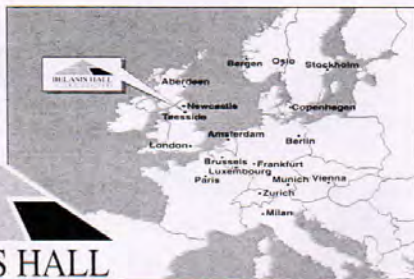 Bergen
Oslo
Stockholm
BELASIS HALL
Aberdeen
Newcastle
Teesside
Copenhagen
Amsterdam
London
Berlin
Brussels
Frankfurt
Luxembourg
Paris
Munich
Vienna
Zurich
Milan
S HALL